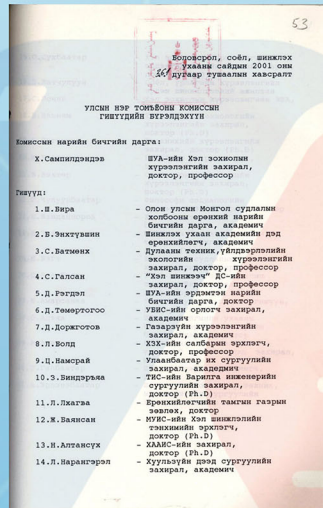 53
Боловсрол, соёл, шинжлэх
ухааны сайдын 2001 оны
дугаар тушаалын хавсралт
УЛСЫН НЭР ТОМЪЁОНЫ КОМИССЫН
ГИШҮҮДИЙН БҮРЭЛДЭХҮҮН
Комиссын нарийн бичгийн дарга:
Х.Сампилдэндэв ШУА-ийн Хэл зохиолын
хүрээлэнгийн захирал,
доктор, профессор
Гишүүд:
1.Ш.Бира - Олон улсын Монгол судлалын
холбооны ерөнхий нарийн
бичгийн дарга, академич
2.Б.Энхтүвшин - Шинжлэх ухаан академийн дэд
ерөнхийлөгч, академич
3.С.Батмөнх - Дулааны техник,үйлдвэрлэлийн
экологийн хүрээлэнгийн
захирал, доктор, профессор
4.С.Галсан - "Хэл шинжээч" ДС-ийн
захирал, доктор, профессор
5.Д.Рэгдэл - ШУА-ийн эрдэмтэн нарийн
бичгийн дарга, доктор
6.Д.Төмөртогоо - УБИС-ийн орлогч захирал,
академич
7.Д.Доржготов - Газарзүйн хүрээлэнгийн
захирал, академич
8.Л.Болд - ХЗХ-ийн салбарын эрхлэгч,
доктор, профессор
9.Ц.Намсрай - Улаанбаатар их сургуулийн
захирал, академич
10.З.Биндэръяа - ТИС-ийн Барилга инженерийн
сургуулийн захирал,
доктор (Ph.D)
11.Л.Лхагва - Ерөнхийлөгчийн тамгын газрын
зөвлөх, доктор
12.Ж.Баянсан - МУИС-ийн Хэл шинжлэлийн
тэнхимийн эрхлэгч,
доктор (Ph.D)
13.Н.Алтансүх - ХААИС-ийн захирал,
доктор (Ph.D)
14.Л.Нарангэрэл - Хуульзүйн дээд сургуулийн
захирал, академич